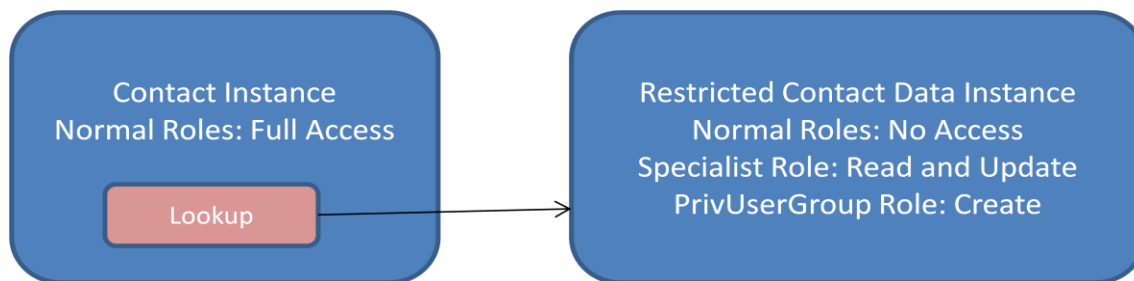 Contact Instance
Normal Roles: Full Access
Lookup
Restricted Contact Data Instance
Normal Roles: No Access
Specialist Role: Read and Update
PrivUserGroup Role: Create